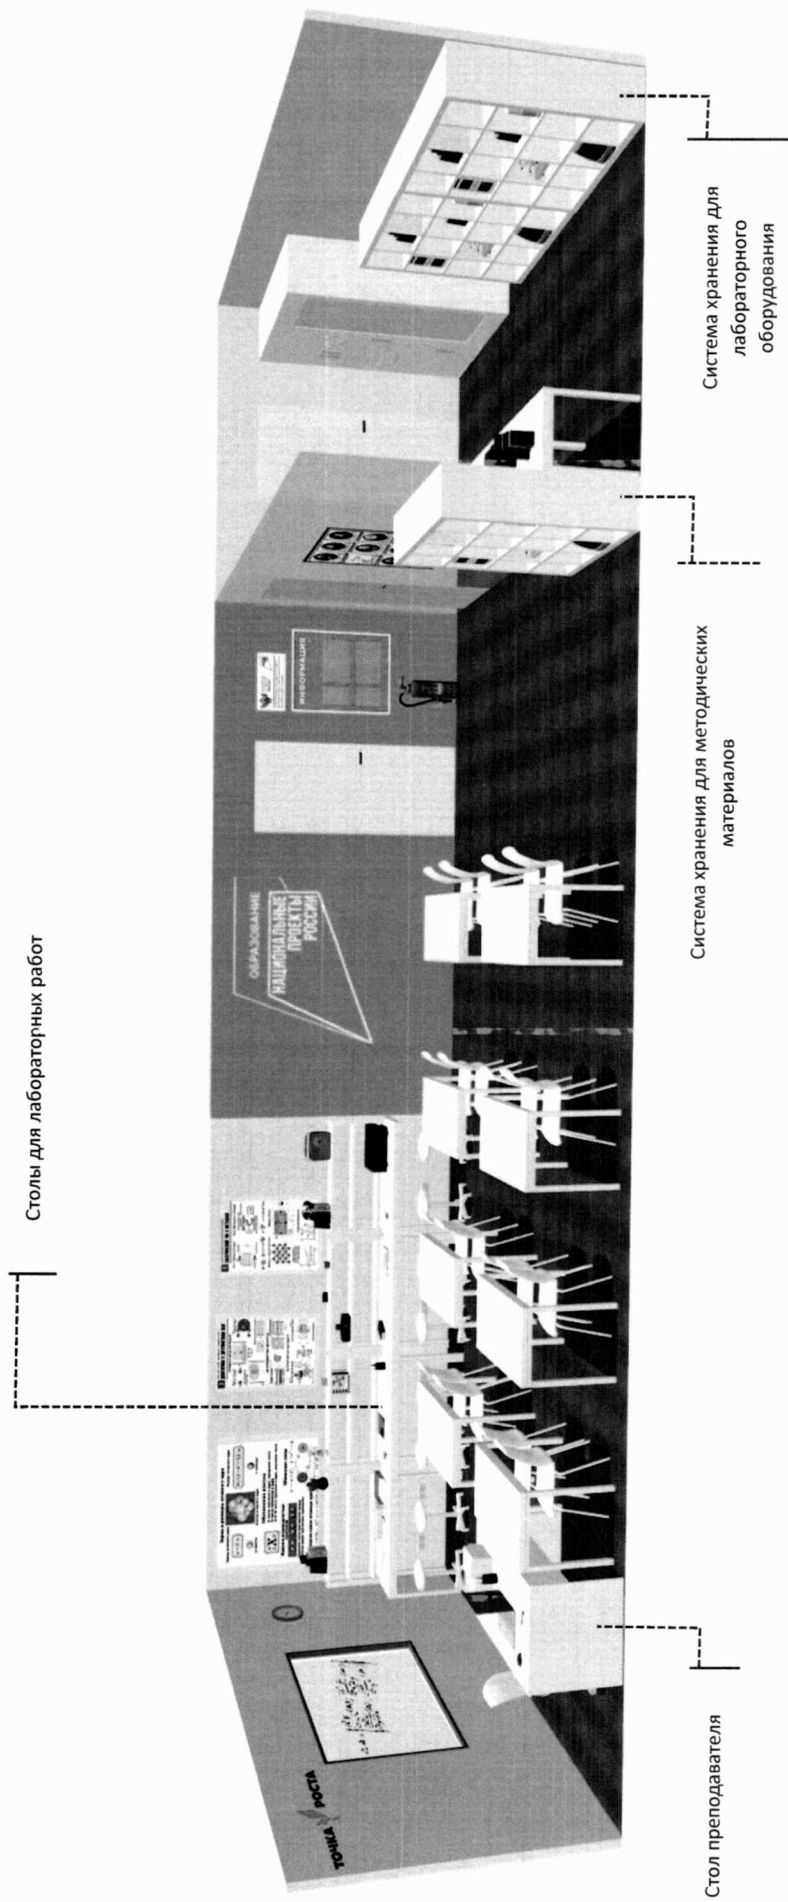 Столы для лабораторных работ
ТОЧКА РОСТА
ОБРАЗОВАНИЕ
НАЦИОНАЛЬНЫЕ
ПРОЕКТЫ
РОССИИ
ИНФОРМАЦИЯ
Стол преподавателя
Система хранения для методических
материалов
Система хранения для
лабораторного
оборудования